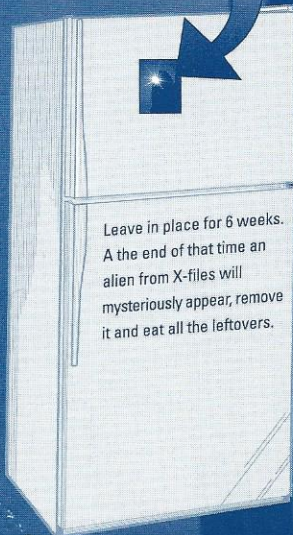 Leave in place for 6 weeks.
A the end of that time an
alien from X-files will
mysteriously appear, remove
it and eat all the leftovers.